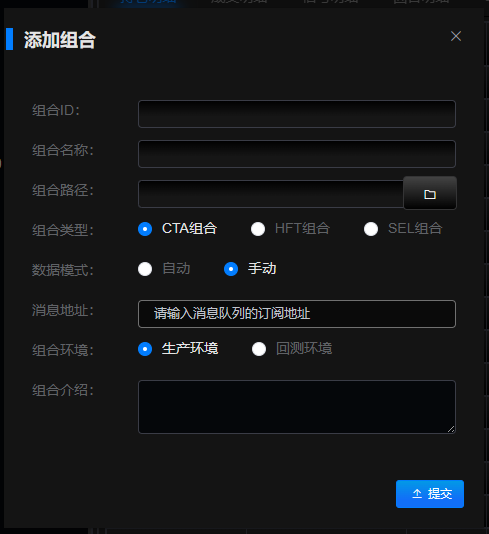 添加组合
组合ID：
组合名称：
组合路径：
组合类型： CTA组合 HFT组合 SEL组合
数据模式： 自动 手动
消息地址： 请输入消息队列的订阅地址
组合环境： 生产环境 回测环境
组合介绍：
提交